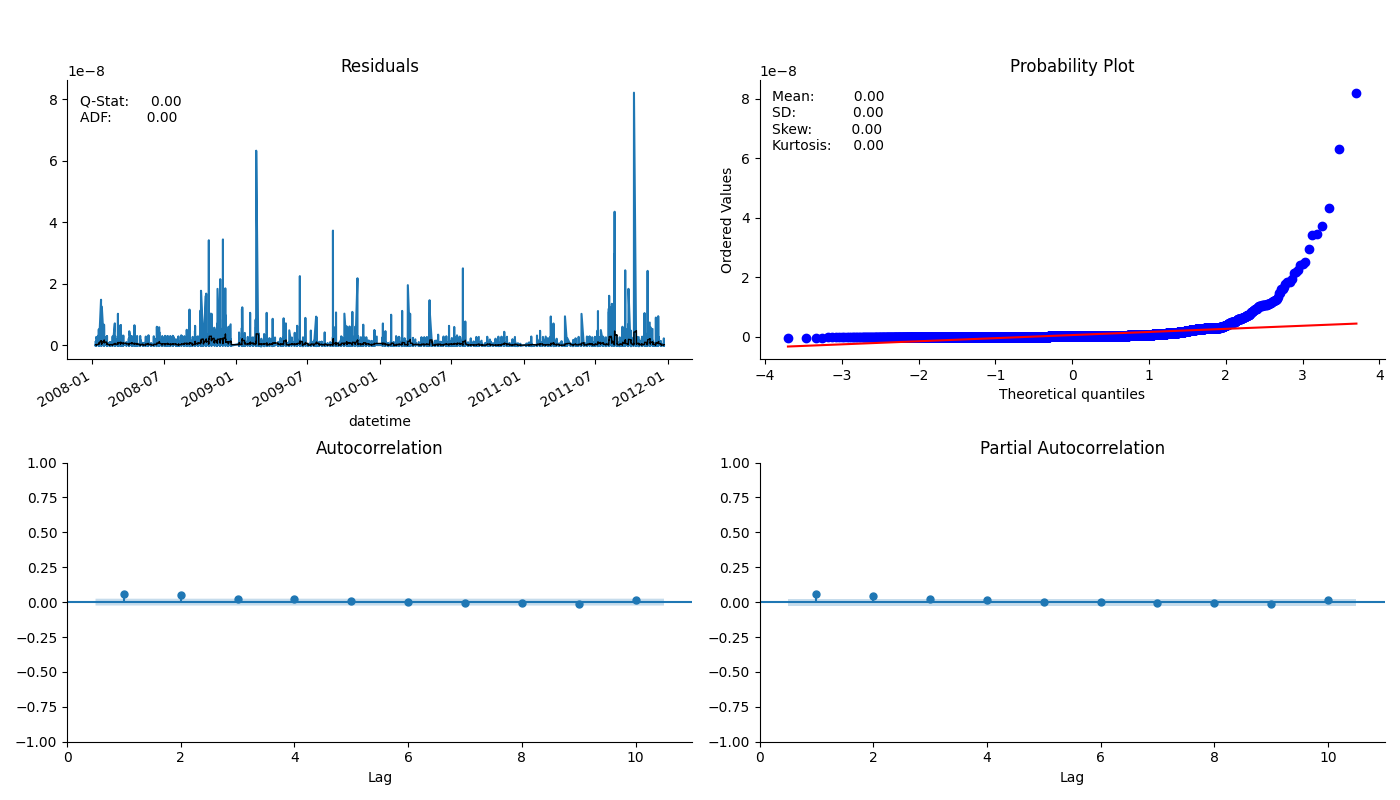 Residuals
1e−8
Q-Stat: 0.00
ADF: 0.00
8
6
4
2
0
2008-01
2008-07
2009-01
2009-07
2010-01
2010-07
2011-01
2011-07
2012-01
datetime
Probability Plot
1e−8
Mean: 0.00
SD: 0.00
Skew: 0.00
Kurtosis: 0.00
Ordered Values
8
6
4
2
0
−4 −3 −2 −1 0 1 2 3 4
Theoretical quantiles
Autocorrelation
1.00
0.75
0.50
0.25
0.00
−0.25
−0.50
−0.75
−1.00
0 2 4 6 8 10
Lag
Partial Autocorrelation
1.00
0.75
0.50
0.25
0.00
−0.25
−0.50
−0.75
−1.00
0 2 4 6 8 10
Lag